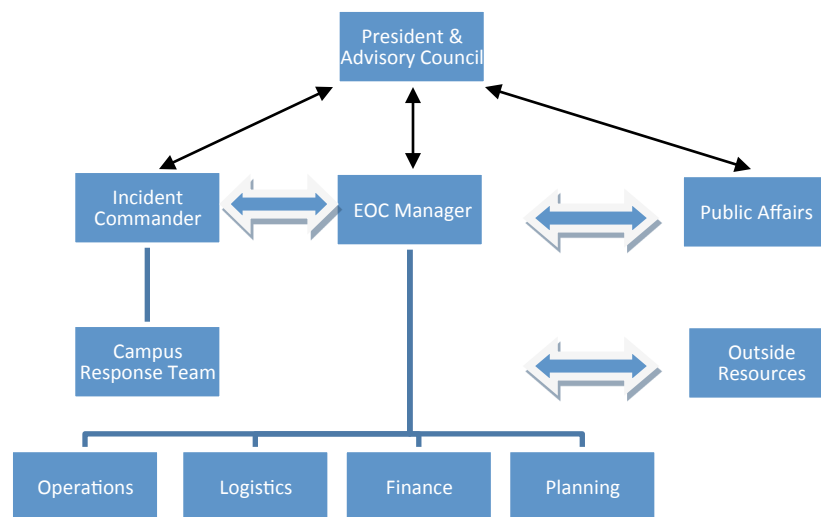 President &
Advisory Council
Incident
Commander
EOC Manager
Public Affairs
Campus
Response Team
Outside
Resources
Operations
Logistics
Finance
Planning